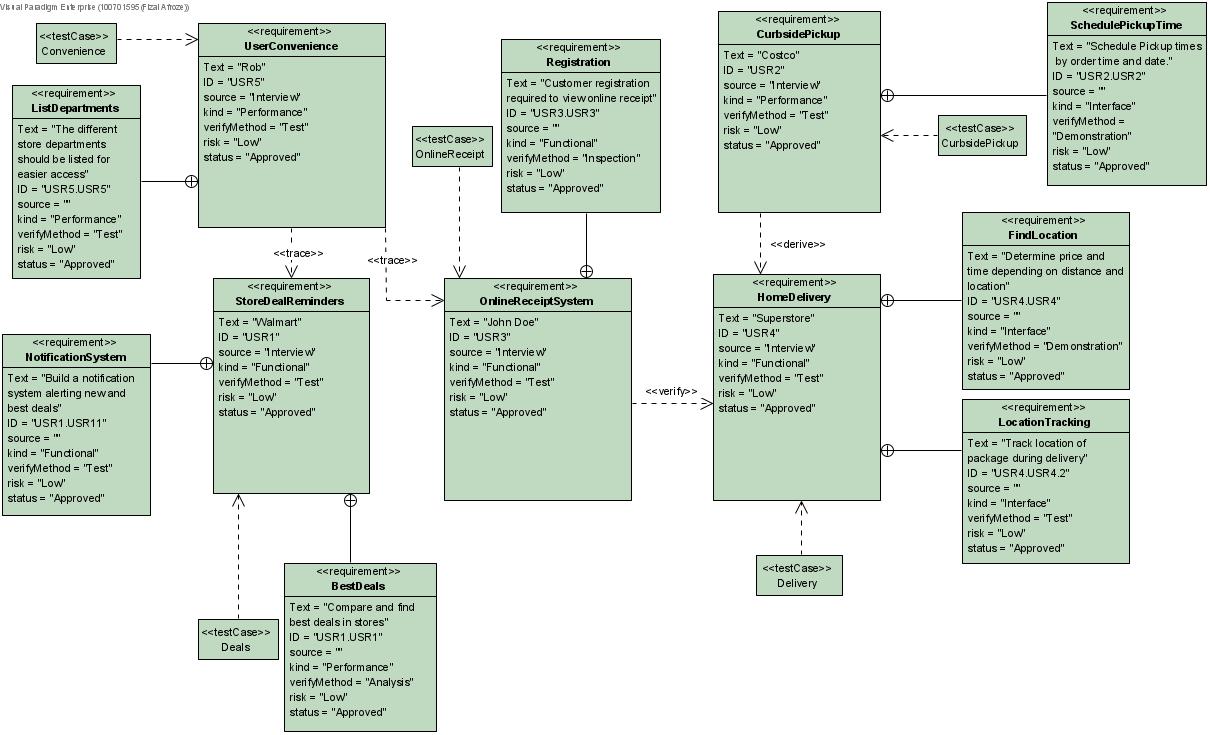 Visual Paradigm Enterprise (100701595 (Fizal Afroze))
<<testCase>>
Convenience
<<requirement>>
UserConvenience
Text = "Rob"
ID = "USR5"
source = "Interview"
kind = "Performance"
verifyMethod = "Test"
risk = "Low"
status = "Approved"
<<requirement>>
ListDepartments
Text = "The different
store departments
should be listed for
easier access"
ID = "USR5.USR5"
source = ""
kind = "Performance"
verifyMethod = "Test"
risk = "Low"
status = "Approved"
<<requirement>>
Registration
Text = "Customer registration
required to view online receipt"
ID = "USR3.USR3"
source = ""
kind = "Functional"
verifyMethod = "Inspection"
risk = "Low"
status = "Approved"
<<testCase>>
OnlineReceipt
<<requirement>>
CurbsidePickup
Text = "Costco"
ID = "USR2"
source = "Interview"
kind = "Performance"
verifyMethod = "Test"
risk = "Low"
status = "Approved"
<<requirement>>
SchedulePickupTime
Text = "Schedule Pickup times
by order time and date."
ID = "USR2.USR2"
source = ""
kind = "Interface"
verifyMethod =
"Demonstration"
risk = "Low"
status = "Approved"
<<testCase>>
CurbsidePickup
<<trace>>
<<trace>>
<<derive>>
<<requirement>>
StoreDealReminders
Text = "Walmart"
ID = "USR1"
source = "Interview"
kind = "Functional"
verifyMethod = "Test"
risk = "Low"
status = "Approved"
<<requirement>>
OnlineReceiptSystem
Text = "John Doe"
ID = "USR3"
source = "Interview"
kind = "Functional"
verifyMethod = "Test"
risk = "Low"
status = "Approved"
<<verify>>
<<requirement>>
HomeDelivery
Text = "Superstore"
ID = "USR4"
source = "Interview"
kind = "Functional"
verifyMethod = "Test"
risk = "Low"
status = "Approved"
<<requirement>>
FindLocation
Text = "Determine price and
time depending on distance and
location"
ID = "USR4.USR4"
source = ""
kind = "Interface"
verifyMethod = "Demonstration"
risk = "Low"
status = "Approved"
<<requirement>>
NotificationSystem
Text = "Build a notification
system alerting new and
best deals"
ID = "USR1.USR11"
source = ""
kind = "Functional"
verifyMethod = "Test"
risk = "Low"
status = "Approved"
<<requirement>>
LocationTracking
Text = "Track location of
package during delivery"
ID = "USR4.USR4.2"
source = ""
kind = "Interface"
verifyMethod = "Test"
risk = "Low"
status = "Approved"
<<testCase>>
Delivery
<<testCase>>
Deals
<<requirement>>
BestDeals
Text = "Compare and find
best deals in stores"
ID = "USR1.USR1"
source = ""
kind = "Performance"
verifyMethod = "Analysis"
risk = "Low"
status = "Approved"